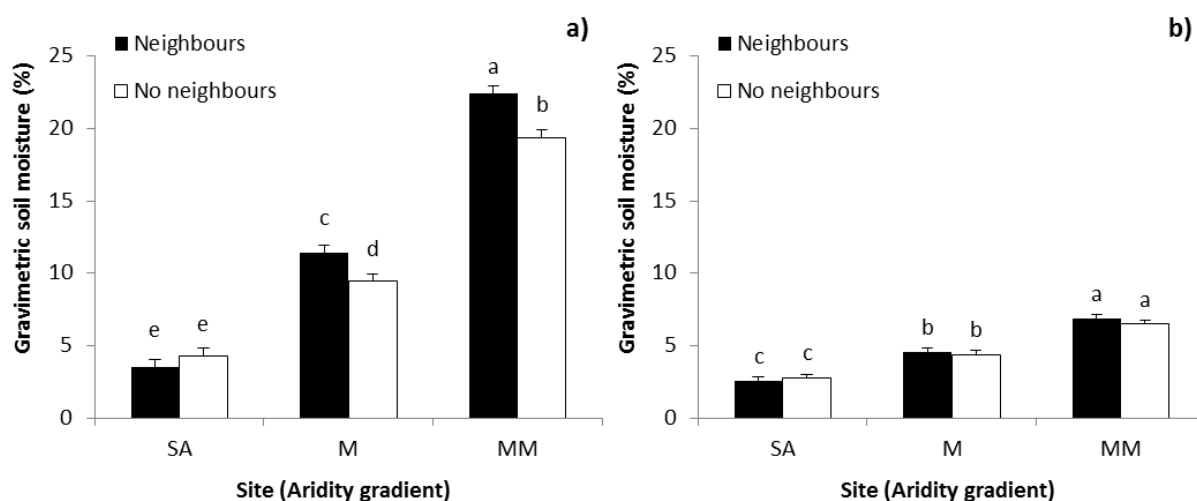 a)
Neighbours
No neighbours
Gravimetric soil moisture (%)
25
20
15
10
5
0
e e c d a b
SA M MM
Site (Aridity gradient)
b)
Neighbours
No neighbours
Gravimetric soil moisture (%)
25
20
15
10
5
0
c c b b a a
SA M MM
Site (Aridity gradient)